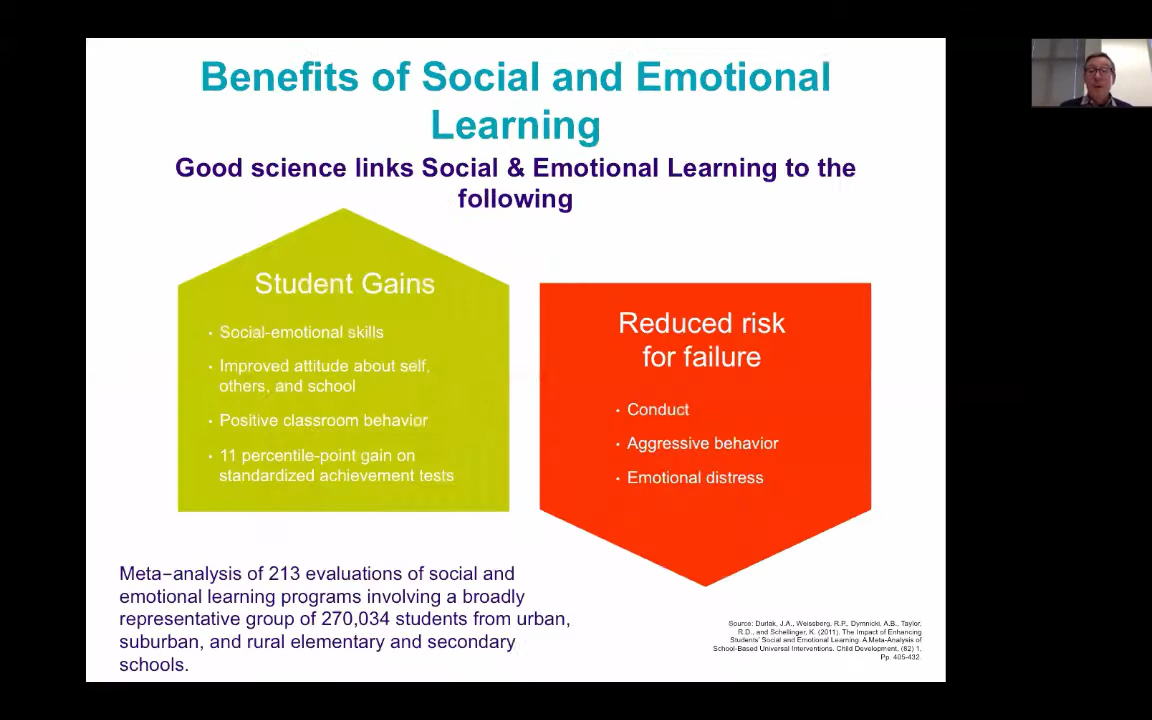 Benefits of Social and Emotional
Learning
Good science links Social & Emotional Learning to the
following
Student Gains
· Social-emotional skills
· Improved attitude about self,
others, and school
· Positive classroom behavior
· 11 percentile-point gain on
standardized achievement tests
Reduced risk
for failure
· Conduct
· Aggressive behavior
· Emotional distress
Meta–analysis of 213 evaluations of social and
emotional learning programs involving a broadly
representative group of 270,034 students from urban,
suburban, and rural elementary and secondary
schools.
Source: Durlak, J.A., Weissberg, R.P., Dymnicki, A.B., Taylor,
R.D., and Schellinger, K. (2011). The Impact of Enhancing
Students' Social and Emotional Learning: A Meta-Analysis of
School-Based Universal Interventions. Child Development, (82) 1,
Pp. 405-432.